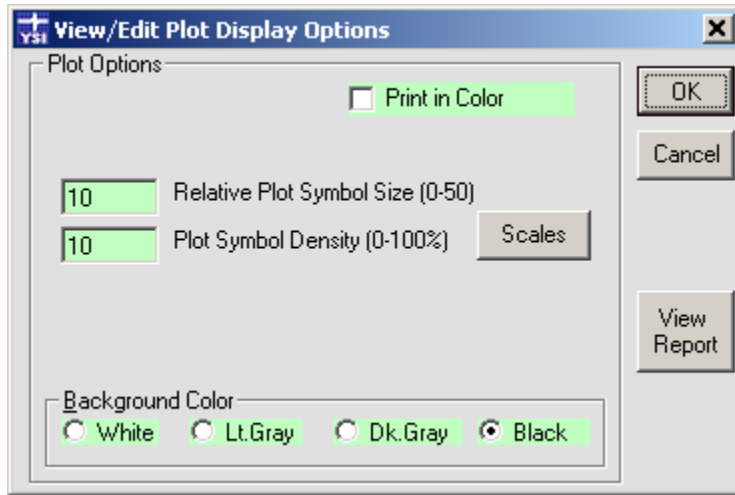 YSI View/Edit Plot Display Options
Plot Options
Print in Color
OK
Cancel
10 Relative Plot Symbol Size (0-50)
10 Plot Symbol Density (0-100%)
Scales
View
Report
Background Color
White Lt.Gray Dk.Gray Black